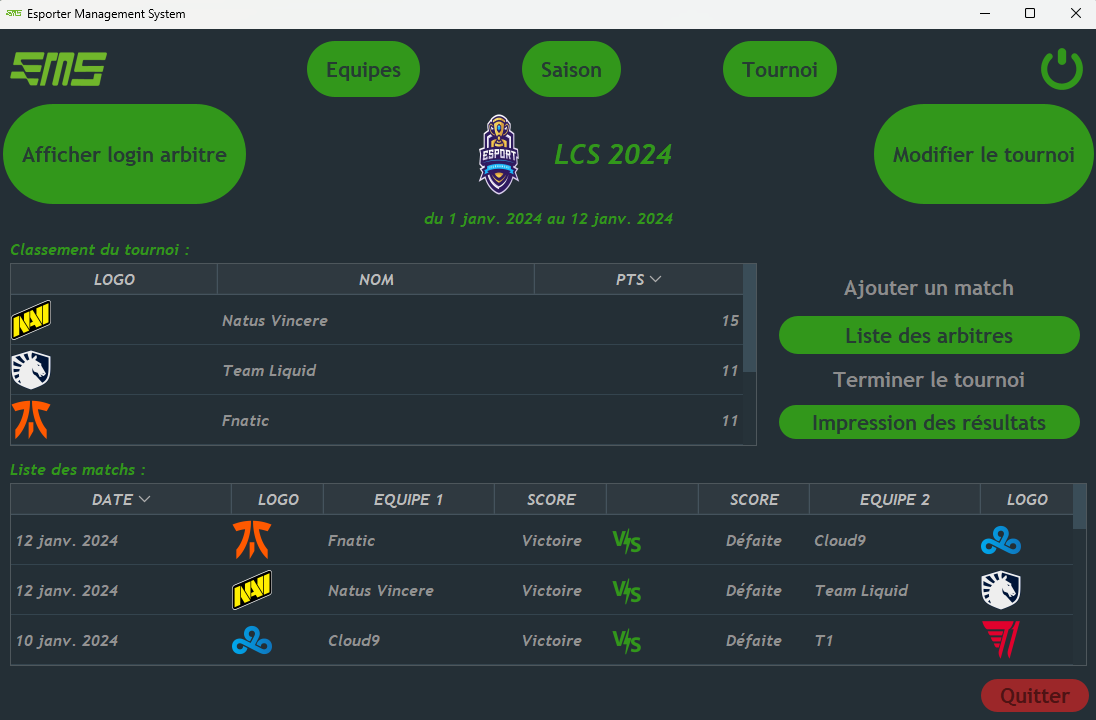 Esporter Management System
EMS
Equipes
Saison
Tournoi
Afficher login arbitre
ESPORT
LCS 2024
Modifier le tournoi
du 1 janv. 2024 au 12 janv. 2024
Classement du tournoi :
LOGO NOM PTS
NAVI Natus Vincere 15
Team Liquid 11
Fnatic 11
Ajouter un match
Liste des arbitres
Terminer le tournoi
Impression des résultats
Liste des matchs :
DATE LOGO EQUIPE 1 SCORE SCORE EQUIPE 2 LOGO
12 janv. 2024 Fnatic Victoire VS Défaite Cloud9
12 janv. 2024 NAVI Natus Vincere Victoire VS Défaite Team Liquid
10 janv. 2024 Cloud9 Victoire VS Défaite T1
Quitter